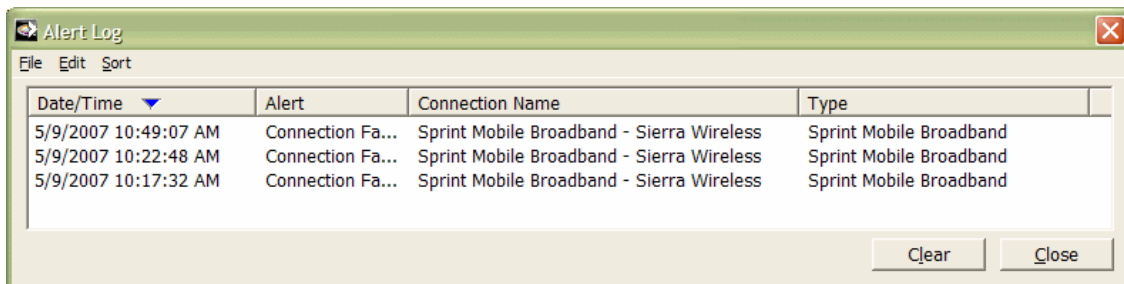 Alert Log
File Edit Sort
Date/Time Alert Connection Name Type
5/9/2007 10:49:07 AM Connection Fa... Sprint Mobile Broadband - Sierra Wireless Sprint Mobile Broadband
5/9/2007 10:22:48 AM Connection Fa... Sprint Mobile Broadband - Sierra Wireless Sprint Mobile Broadband
5/9/2007 10:17:32 AM Connection Fa... Sprint Mobile Broadband - Sierra Wireless Sprint Mobile Broadband
Clear Close